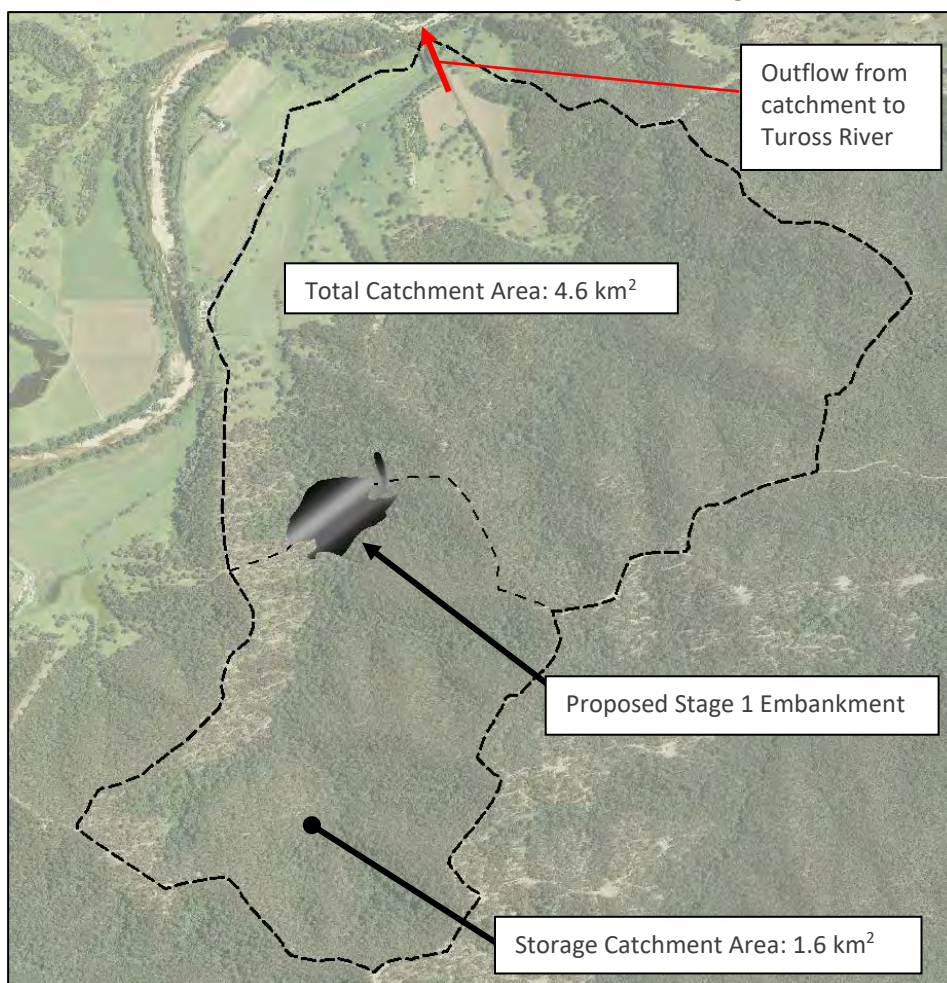 Outflow from
catchment to
Tuross River
Total Catchment Area: 4.6 km²
Proposed Stage 1 Embankment
Storage Catchment Area: 1.6 km²